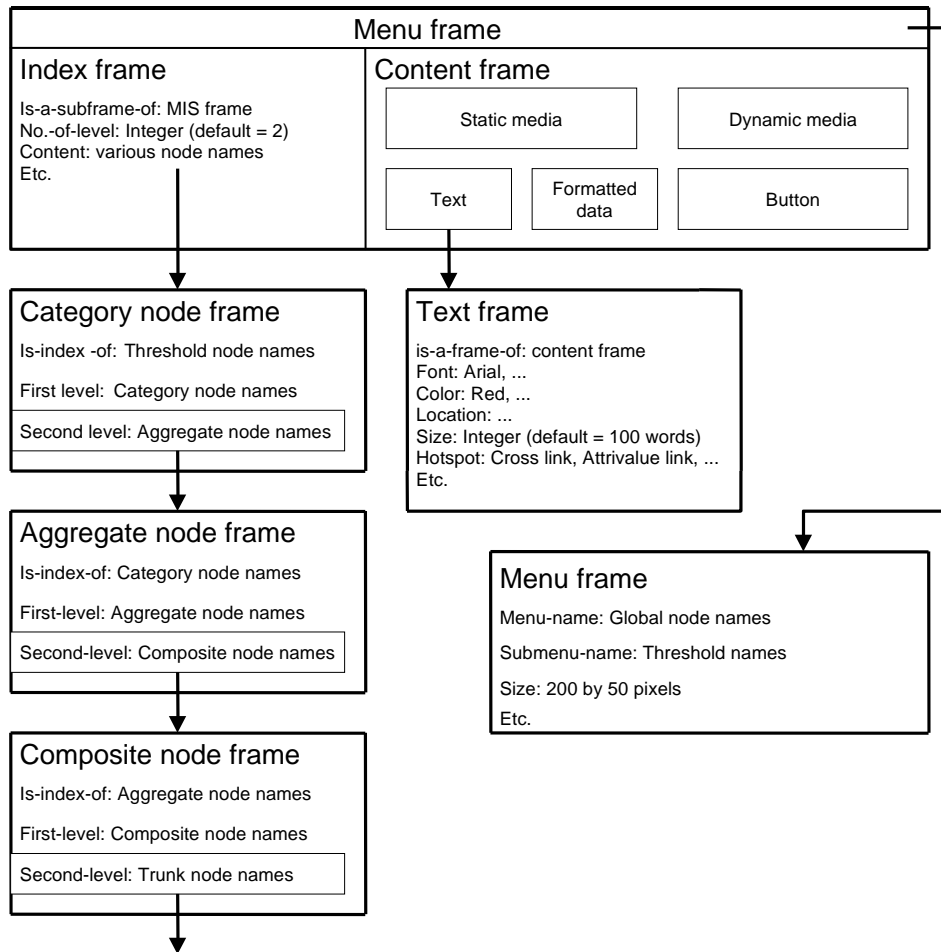 Menu frame
Index frame
Is-a-subframe-of: MIS frame
No.-of-level: Integer (default = 2)
Content: various node names
Etc.
Content frame
Static media
Dynamic media
Text
Formatted
data
Button
Category node frame
Is-index -of: Threshold node names
First level: Category node names
Second level: Aggregate node names
Text frame
is-a-frame-of: content frame
Font: Arial, ...
Color: Red, ...
Location: ...
Size: Integer (default = 100 words)
Hotspot: Cross link, Attrivalue link, ...
Etc.
Aggregate node frame
Is-index-of: Category node names
First-level: Aggregate node names
Second-level: Composite node names
Menu frame
Menu-name: Global node names
Submenu-name: Threshold names
Size: 200 by 50 pixels
Etc.
Composite node frame
Is-index-of: Aggregate node names
First-level: Composite node names
Second-level: Trunk node names